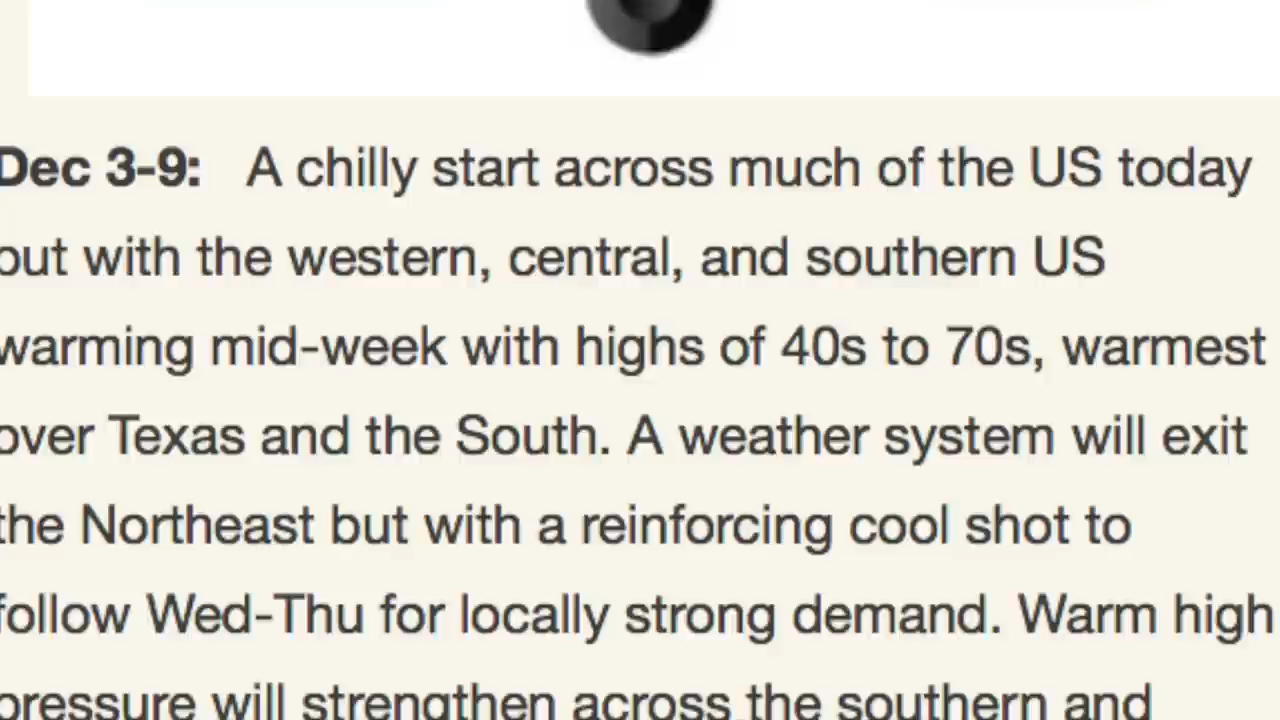 Dec 3-9: A chilly start across much of the US today
but with the western, central, and southern US
warming mid-week with highs of 40s to 70s, warmest
over Texas and the South. A weather system will exit
the Northeast but with a reinforcing cool shot to
follow Wed-Thu for locally strong demand. Warm high
pressure will strengthen across the southern and